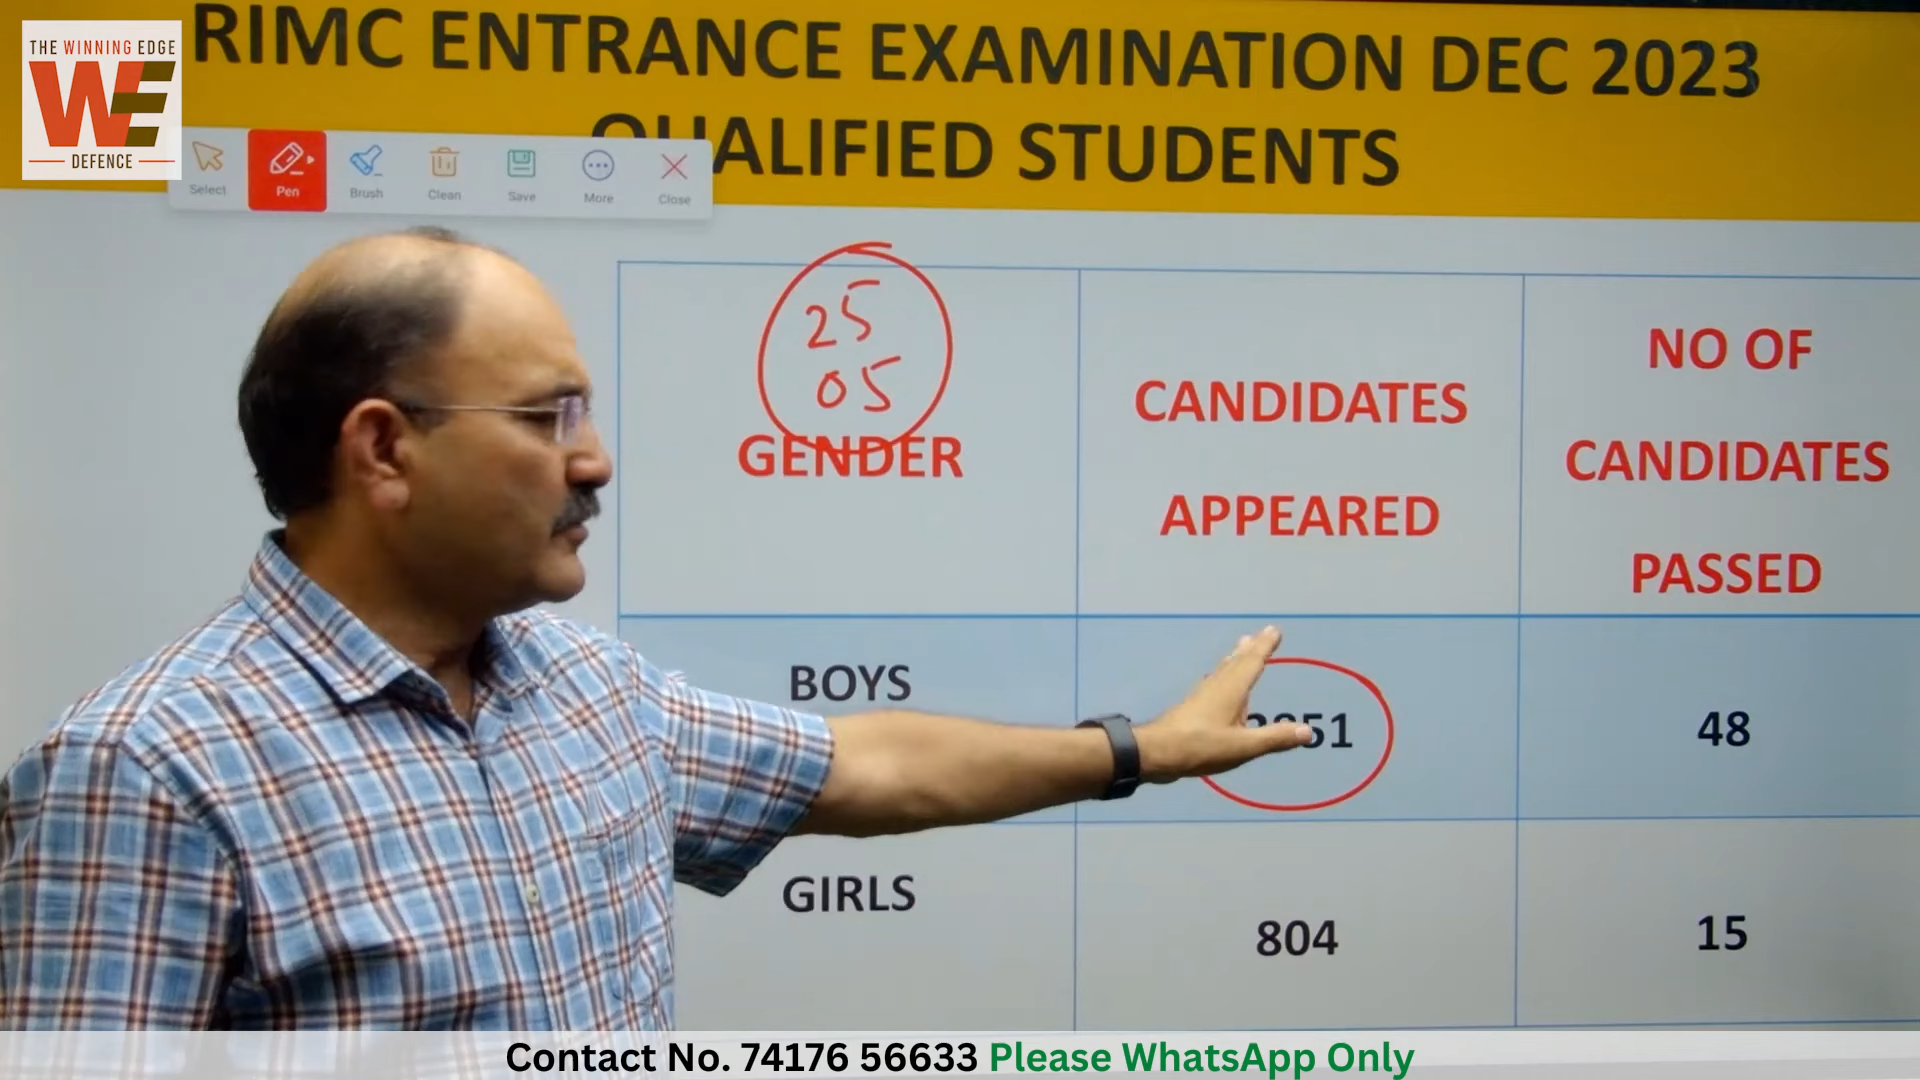 THE WINNING EDGE
WE
DEFENCE
RIMC ENTRANCE EXAMINATION DEC 2023
QUALIFIED STUDENTS
Select
Pen
Brush
Clean
Save
More
Close
25
05
GENDER
CANDIDATES
APPEARED
NO OF
CANDIDATES
PASSED
BOYS
48
GIRLS
804
15
Contact No. 74176 56633 Please WhatsApp Only